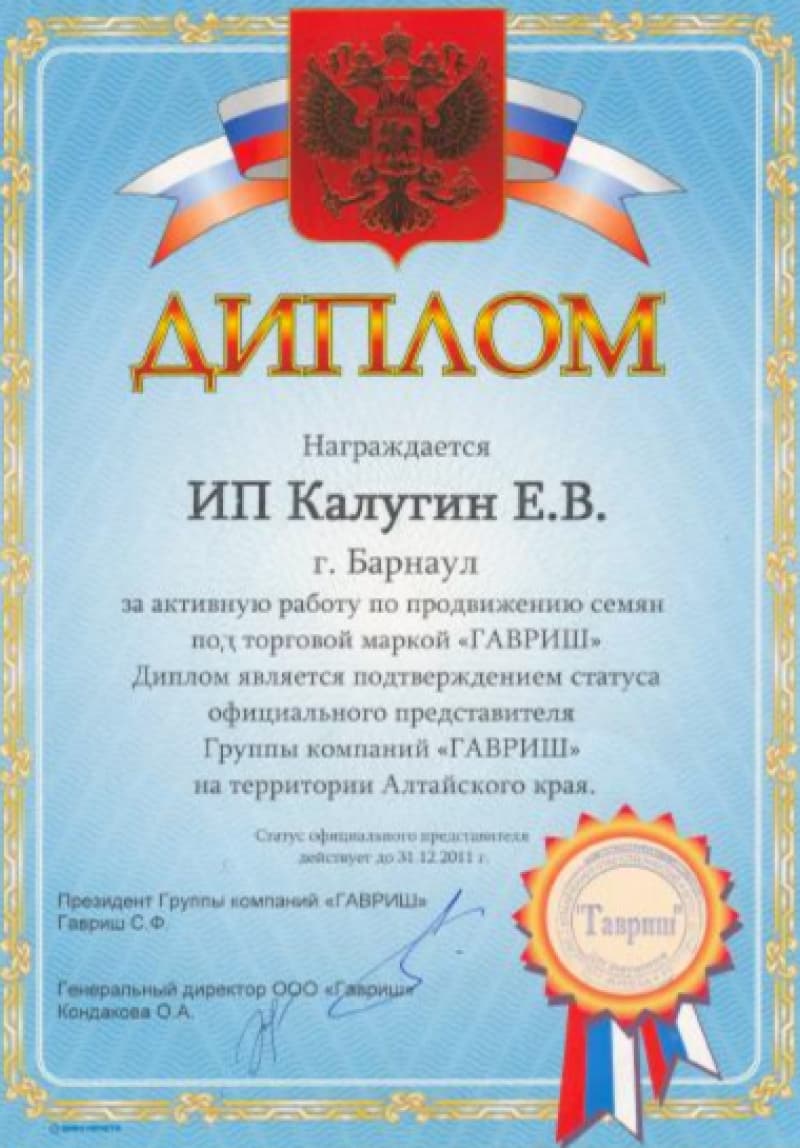 ДИПЛОМ
Награждается
ИП Калугин Е.В.
г. Барнаул
за активную работу по продвижению семян
под торговой маркой «ГАВРИШ»
Диплом является подтверждением статуса
официального представителя
Группы компаний «ГАВРИШ»
на территории Алтайского края.
Статус официального представителя
действует до 31.12.2011 г.
Президент Группы компаний «ГАВРИШ»
Гавриш С.Ф.
"Гавриш"
Генеральный директор ООО «Гавриш»
Кондакова О.А.